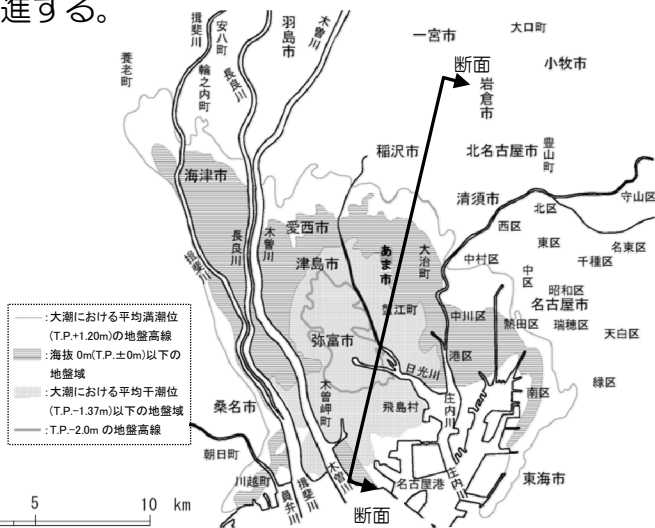 進する。
養老町
揖斐川
安八町
輪之内町
羽島市
長良川
木曽川
一宮市
大口町
小牧市
断面
岩倉市
稲沢市
北名古屋市
豊山町
海津市
清須市
守山区
北区
西区
愛西市
長良川
木曽川
津島市
あま市
大治町
東区
名東区
中村区
千種区
中区
昭和区
名古屋市
揖斐川
蟹江町
中川区
熱田区
瑞穂区
天白区
弥富市
港区
日光川
緑区
南区
桑名市
木曽岬町
飛島村
庄内川
朝日町
川越町
員弁川
揖斐川
木曽川
名古屋港
庄内川
東海市
断面
:大潮における平均満潮位
(T.P.+1.20m)の地盤高線
:海抜 0m(T.P.±0m)以下の
地盤域
:大潮における平均干潮位
(T.P.-1.37m)以下の地盤域
:T.P.-2.0m の地盤高線
5
10 km